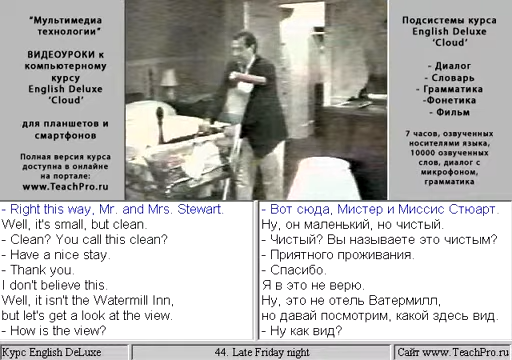 "Мультимедиа
технологии"
ВИДЕОУРОКИ к
компьютерному
курсу
English DeLuxe
'Cloud'
для планшетов и
смартфонов
Полная версия курса
доступна в онлайне
на портале:
www.TeachPro.ru
Подсистемы курса
English Deluxe
'Cloud'
- Диалог
- Словарь
- Грамматика
-Фонетика
- Фильм
7 часов, озвученных
носителями языка,
10000 озвученных
слов, диалог с
микрофоном,
грамматика
- Right this way, Mr. and Mrs. Stewart.
Well, it's small, but clean.
- Clean? You call this clean?
- Have a nice stay.
- Thank you.
I don't believe this.
Well, it isn't the Watermill Inn,
but let's get a look at the view.
- How is the view?
- Вот сюда, Мистер и Миссис Стюарт.
Ну, он маленький, но чистый.
- Чистый? Вы называете это чистым?
- Приятного проживания.
- Спасибо.
Я в это не верю.
Ну, это не отель Ватермилл,
но давай посмотрим, какой здесь вид.
- Ну как вид?
Курс English DeLuxe
44. Late Friday night
Сайт www.TeachPro.ru